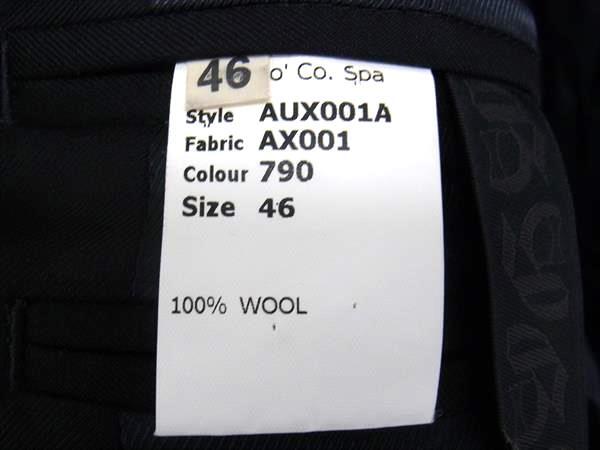 46 o' Co. Spa
Style AUX001A
Fabric AX001
Colour 790
Size 46
100% WOOL